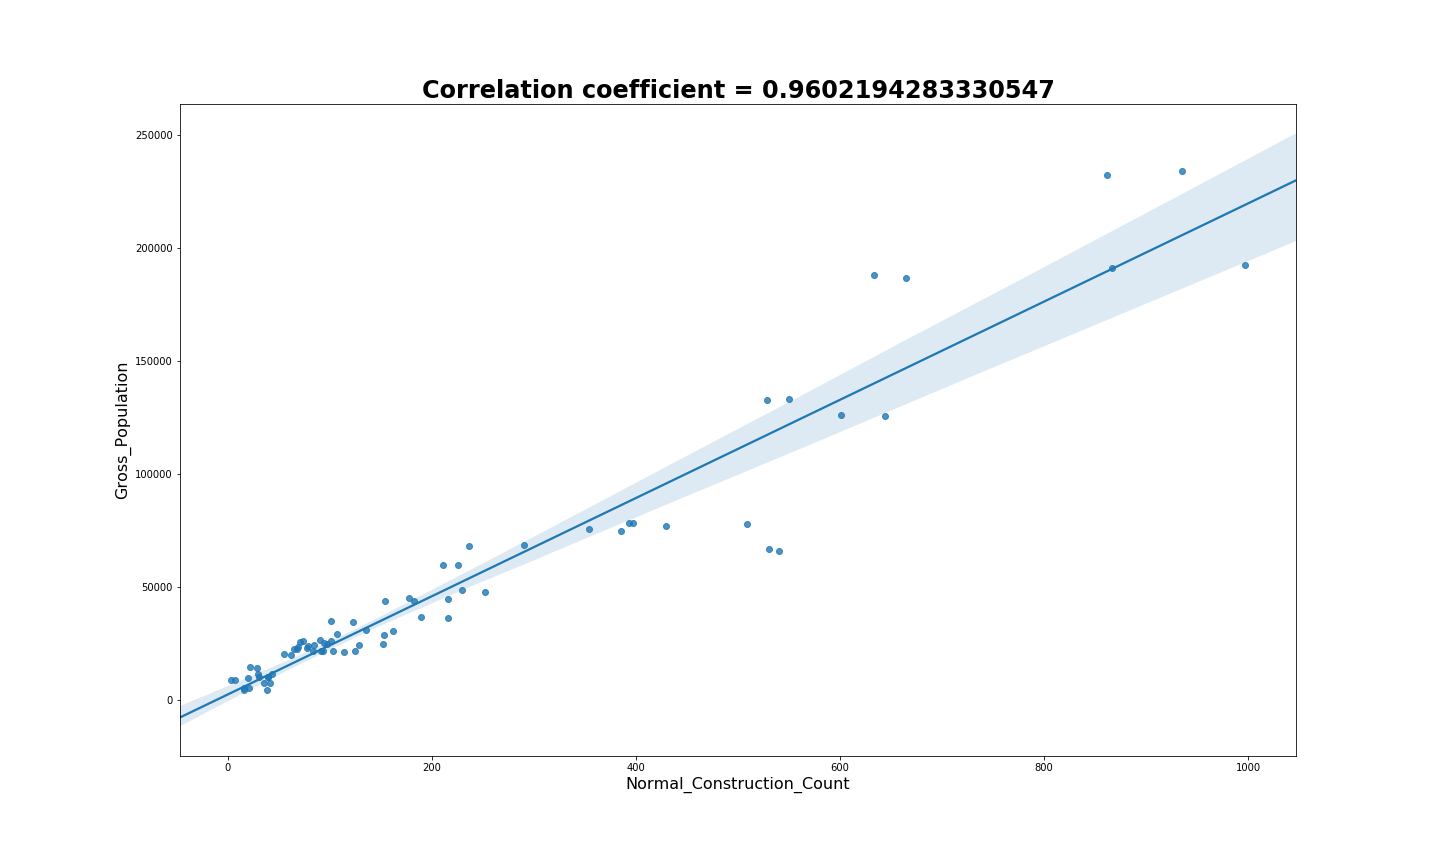 Correlation coefficient = 0.9602194283330547
250000
200000
150000
100000
50000
0
Gross_Population
0 200 400 600 800 1000
Normal_Construction_Count